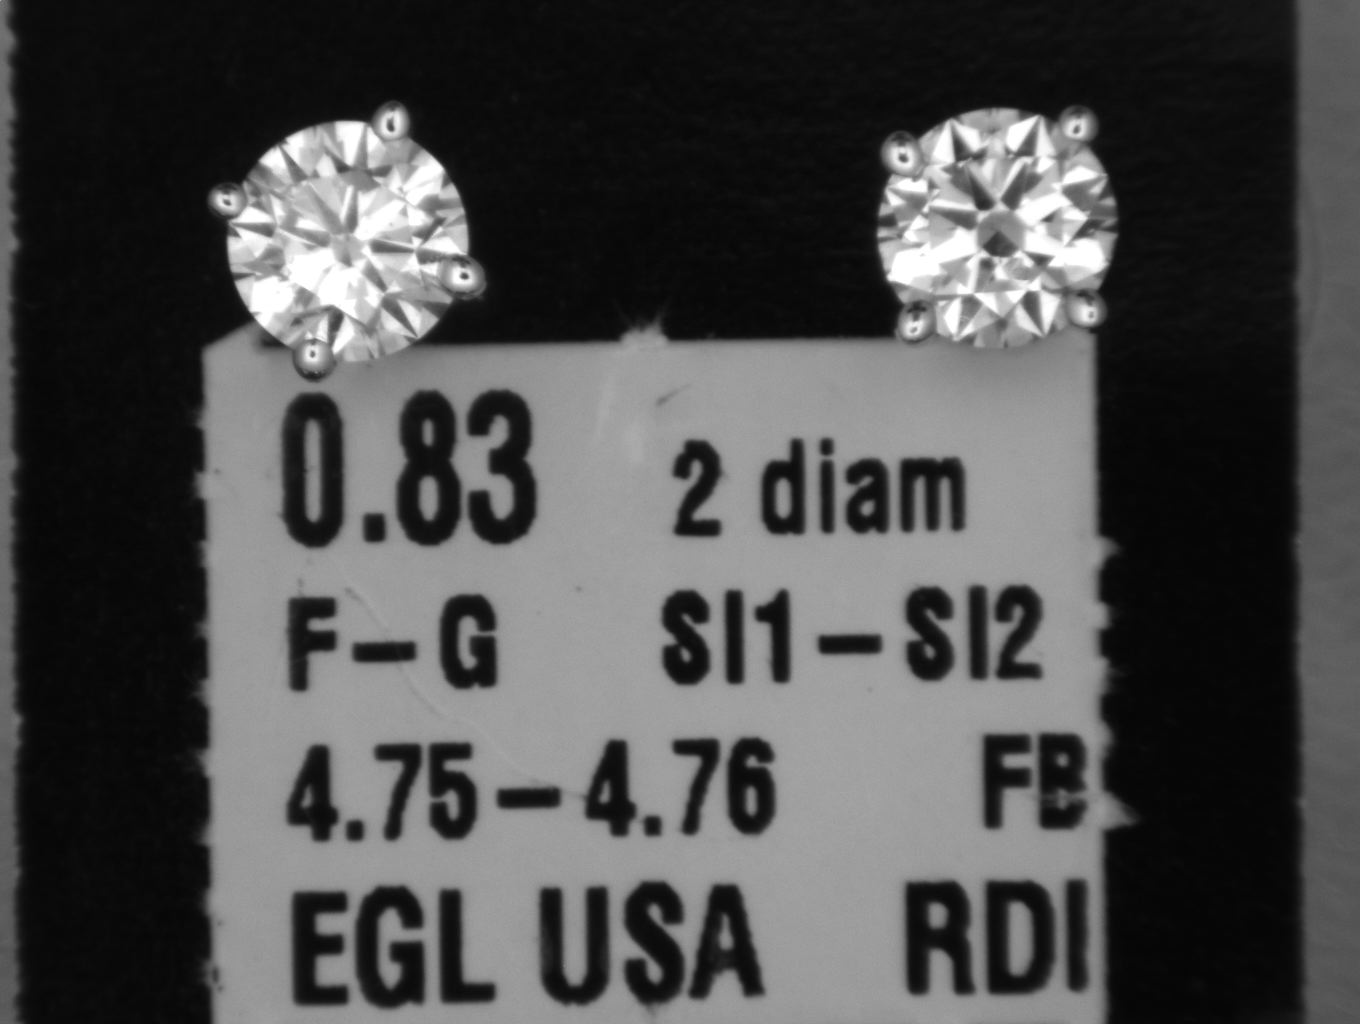 0.83 2 diam
F-G SI1-SI2
4.75-4.76 FB
EGL USA RDI